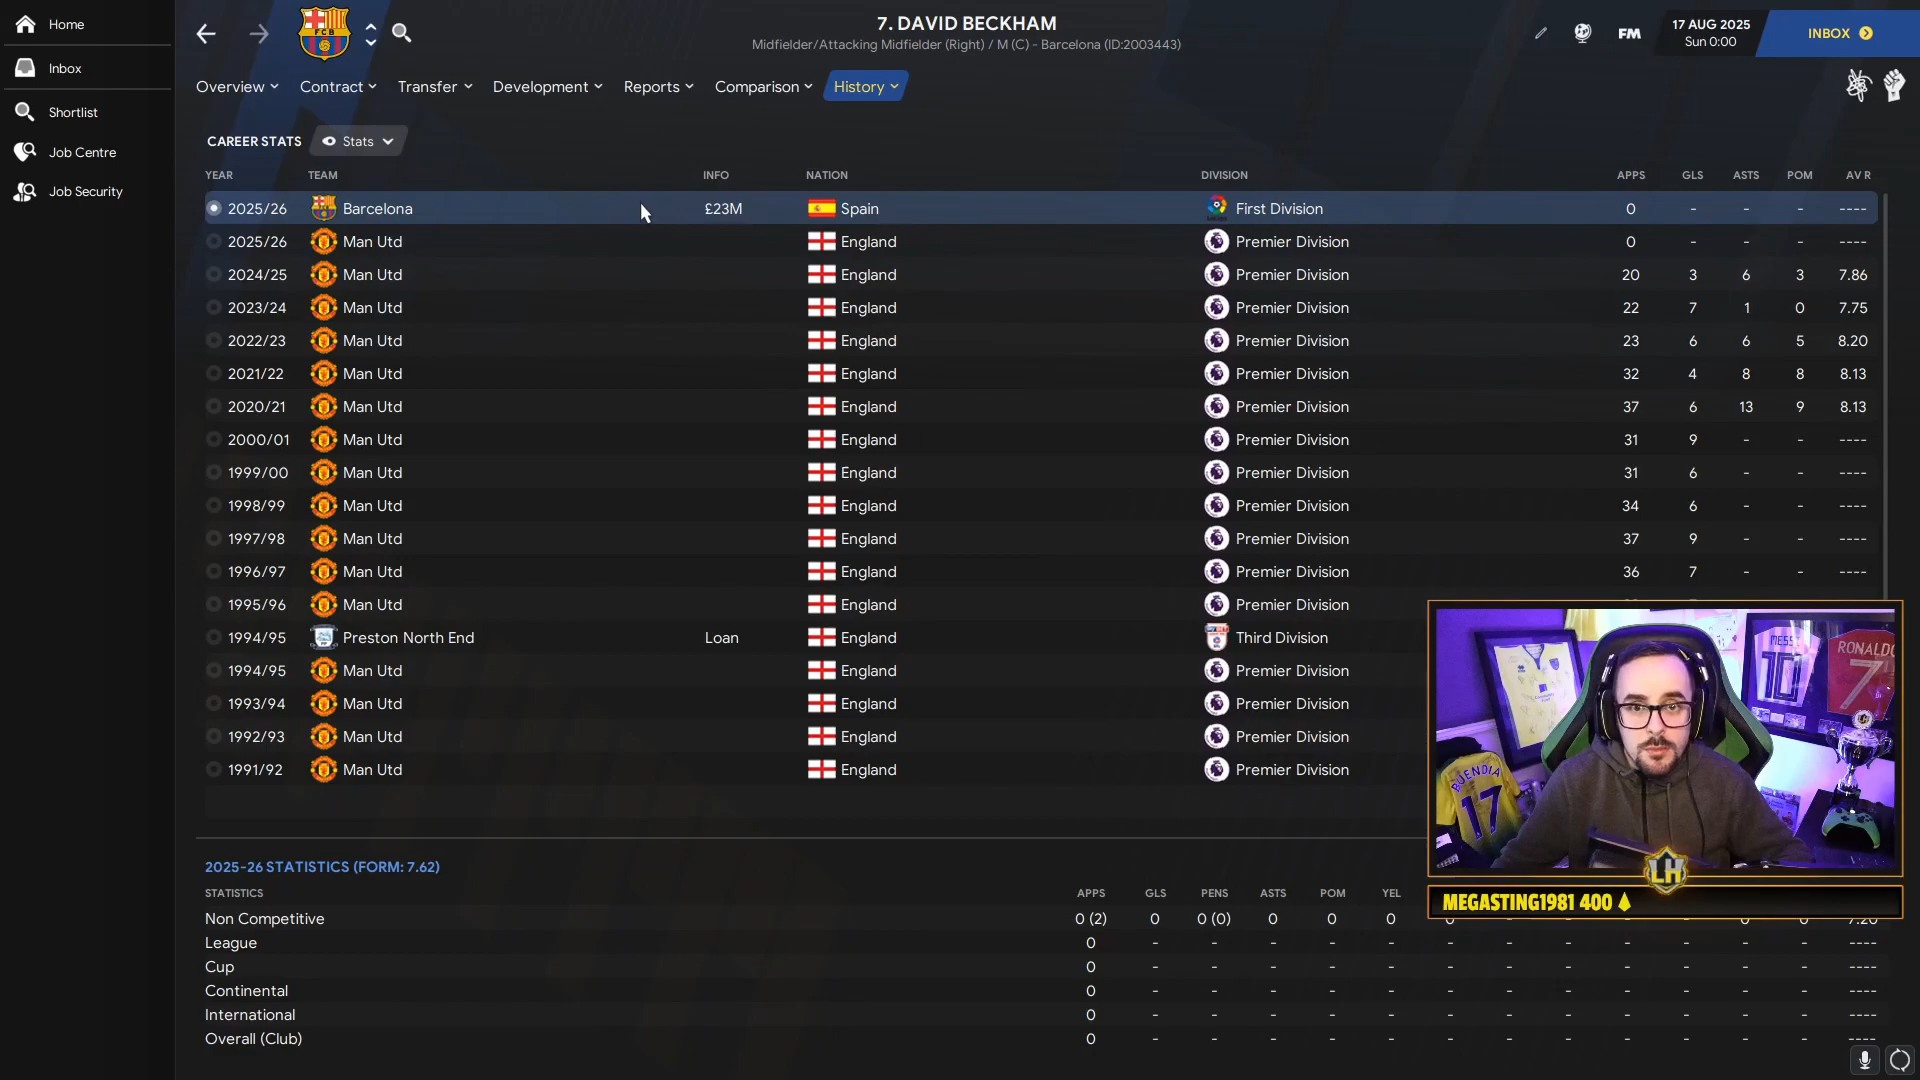 Home
Inbox
Shortlist
Job Centre
Job Security
7. DAVID BECKHAM
Midfielder/Attacking Midfielder (Right) / M (C) - Barcelona (ID:2003443)
FM
17 AUG 2025
Sun 0:00
INBOX
Overview Contract Transfer Development Reports Comparison History
CAREER STATS Stats
YEAR TEAM INFO NATION DIVISION APPS GLS ASTS POM AV R
2025/26 Barcelona £23M Spain First Division 0 - - - ----
2025/26 Man Utd England Premier Division 0 - - - ----
2024/25 Man Utd England Premier Division 20 3 6 3 7.86
2023/24 Man Utd England Premier Division 22 7 1 0 7.75
2022/23 Man Utd England Premier Division 23 6 6 5 8.20
2021/22 Man Utd England Premier Division 32 4 8 8 8.13
2020/21 Man Utd England Premier Division 37 6 13 9 8.13
2000/01 Man Utd England Premier Division 31 9 - - ----
1999/00 Man Utd England Premier Division 31 6 - - ----
1998/99 Man Utd England Premier Division 34 6 - - ----
1997/98 Man Utd England Premier Division 37 9 - - ----
1996/97 Man Utd England Premier Division 36 7 - - ----
1995/96 Man Utd England Premier Division
1994/95 Preston North End Loan England Third Division
1994/95 Man Utd England Premier Division
1993/94 Man Utd England Premier Division
1992/93 Man Utd England Premier Division
1991/92 Man Utd England Premier Division
MESSI
10
RONALDO
7
BUENDIA
17
LH
MEGASTING1981 400
2025-26 STATISTICS (FORM: 7.62)
STATISTICS APPS GLS PENS ASTS POM YEL
Non Competitive 0 (2) 0 0 (0) 0 0 0 0 - - - - 0 0 7.20
League 0 - - - - - - - - - - - - ----
Cup 0 - - - - - - - - - - - - ----
Continental 0 - - - - - - - - - - - - ----
International 0 - - - - - - - - - - - - ----
Overall (Club) 0 - - - - - - - - - - - - ----